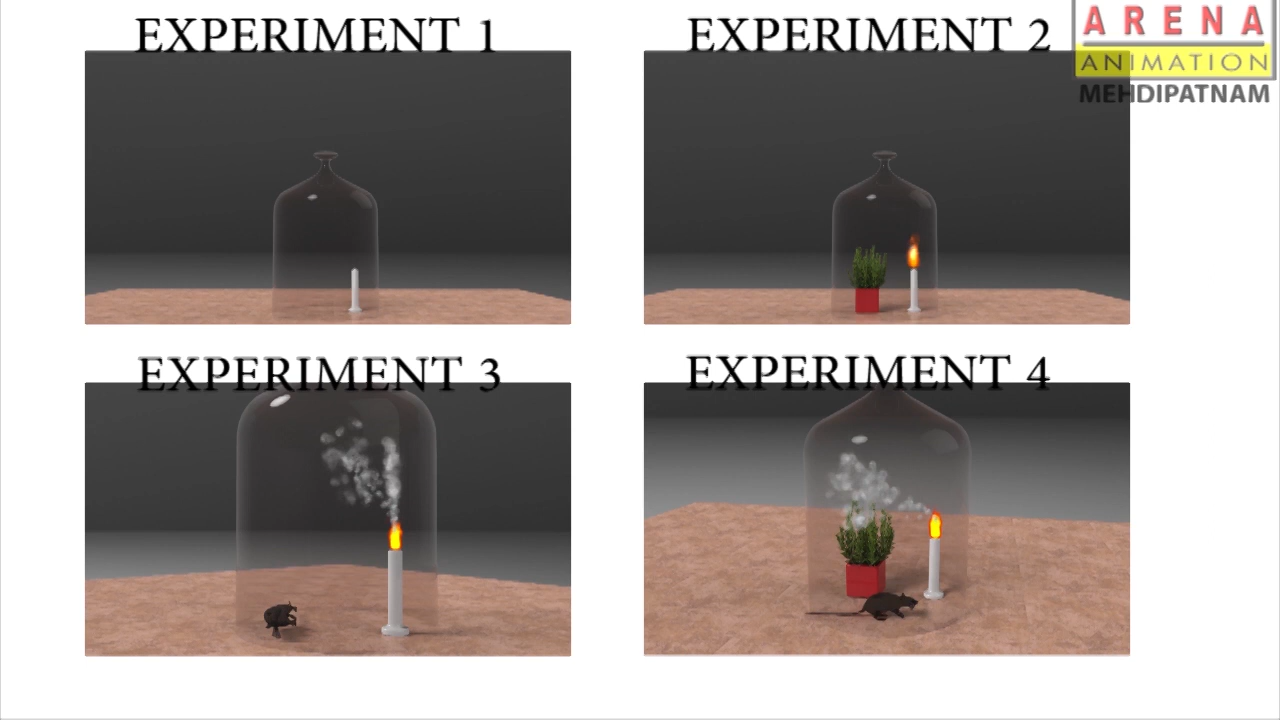 EXPERIMENT 1
EXPERIMENT 2
ARENA
ANIMATION
MEHDIPATNAM
EXPERIMENT 3
EXPERIMENT 4